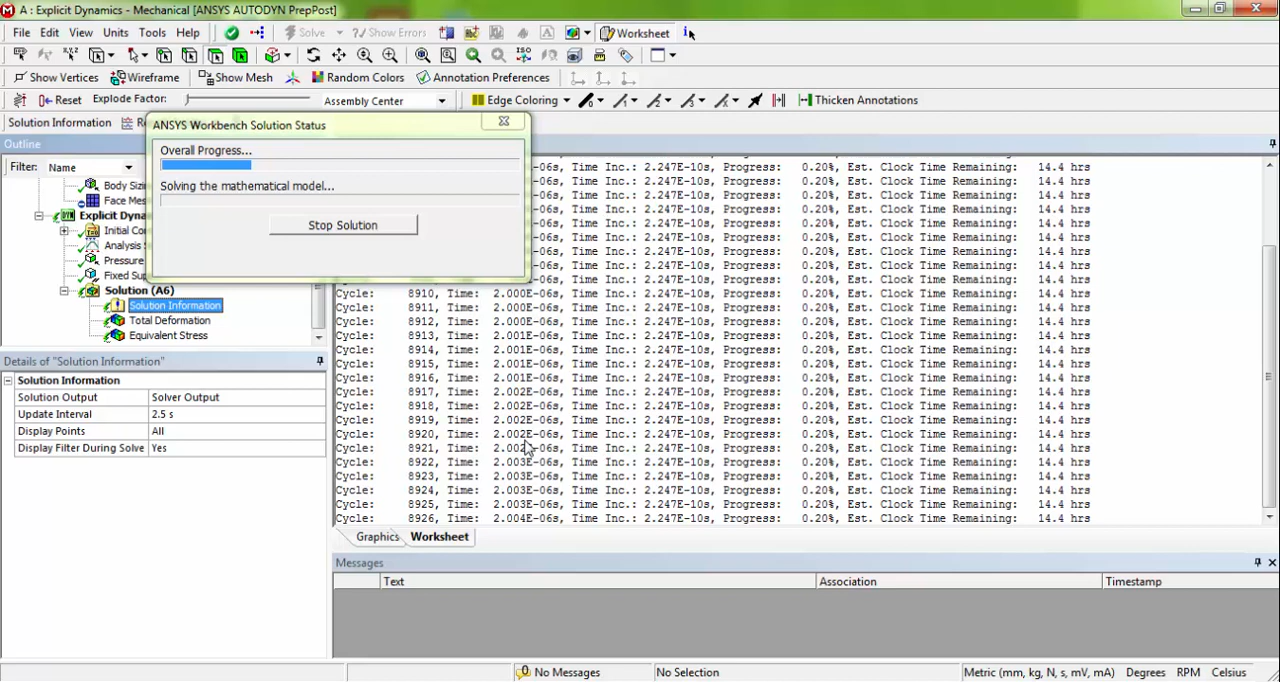 A : Explicit Dynamics - Mechanical [ANSYS AUTODYN PrepPost]
File Edit View Units Tools Help Solve Show Errors Worksheet
Show Vertices Wireframe Show Mesh Random Colors Annotation Preferences
Reset Explode Factor: Assembly Center Edge Coloring Thicken Annotations
Solution Information
ANSYS Workbench Solution Status
Overall Progress...
Solving the mathematical model...
Stop Solution
Outline
Filter: Name
Body Sizi
Face Mes
Explicit Dyna
Initial Con
Analysis S
Pressure
Fixed Sup
Solution (A6)
Solution Information
Total Deformation
Equivalent Stress
Details of "Solution Information"
Solution Information
Solution Output Solver Output
Update Interval 2.5 s
Display Points All
Display Filter During Solve Yes
E-06s, Time Inc.: 2.247E-10s, Progress: 0.20%, Est. Clock Time Remaining: 14.4 hrs
06s, Time Inc.: 2.247E-10s, Progress: 0.20%, Est. Clock Time Remaining: 14.4 hrs
06s, Time Inc.: 2.247E-10s, Progress: 0.20%, Est. Clock Time Remaining: 14.4 hrs
06s, Time Inc.: 2.247E-10s, Progress: 0.20%, Est. Clock Time Remaining: 14.4 hrs
06s, Time Inc.: 2.247E-10s, Progress: 0.20%, Est. Clock Time Remaining: 14.4 hrs
06s, Time Inc.: 2.247E-10s, Progress: 0.20%, Est. Clock Time Remaining: 14.4 hrs
06s, Time Inc.: 2.247E-10s, Progress: 0.20%, Est. Clock Time Remaining: 14.4 hrs
06s, Time Inc.: 2.247E-10s, Progress: 0.20%, Est. Clock Time Remaining: 14.4 hrs
06s, Time Inc.: 2.247E-10s, Progress: 0.20%, Est. Clock Time Remaining: 14.4 hrs
Cycle: 8910, Time: 2.000E-06s, Time Inc.: 2.247E-10s, Progress: 0.20%, Est. Clock Time Remaining: 14.4 hrs
Cycle: 8911, Time: 2.000E-06s, Time Inc.: 2.247E-10s, Progress: 0.20%, Est. Clock Time Remaining: 14.4 hrs
Cycle: 8912, Time: 2.000E-06s, Time Inc.: 2.247E-10s, Progress: 0.20%, Est. Clock Time Remaining: 14.4 hrs
Cycle: 8913, Time: 2.001E-06s, Time Inc.: 2.247E-10s, Progress: 0.20%, Est. Clock Time Remaining: 14.4 hrs
Cycle: 8914, Time: 2.001E-06s, Time Inc.: 2.247E-10s, Progress: 0.20%, Est. Clock Time Remaining: 14.4 hrs
Cycle: 8915, Time: 2.001E-06s, Time Inc.: 2.247E-10s, Progress: 0.20%, Est. Clock Time Remaining: 14.4 hrs
Cycle: 8916, Time: 2.001E-06s, Time Inc.: 2.247E-10s, Progress: 0.20%, Est. Clock Time Remaining: 14.4 hrs
Cycle: 8917, Time: 2.002E-06s, Time Inc.: 2.247E-10s, Progress: 0.20%, Est. Clock Time Remaining: 14.4 hrs
Cycle: 8918, Time: 2.002E-06s, Time Inc.: 2.247E-10s, Progress: 0.20%, Est. Clock Time Remaining: 14.4 hrs
Cycle: 8919, Time: 2.002E-06s, Time Inc.: 2.247E-10s, Progress: 0.20%, Est. Clock Time Remaining: 14.4 hrs
Cycle: 8920, Time: 2.002E-06s, Time Inc.: 2.247E-10s, Progress: 0.20%, Est. Clock Time Remaining: 14.4 hrs
Cycle: 8921, Time: 2.002E-06s, Time Inc.: 2.247E-10s, Progress: 0.20%, Est. Clock Time Remaining: 14.4 hrs
Cycle: 8922, Time: 2.003E-06s, Time Inc.: 2.247E-10s, Progress: 0.20%, Est. Clock Time Remaining: 14.4 hrs
Cycle: 8923, Time: 2.003E-06s, Time Inc.: 2.247E-10s, Progress: 0.20%, Est. Clock Time Remaining: 14.4 hrs
Cycle: 8924, Time: 2.003E-06s, Time Inc.: 2.247E-10s, Progress: 0.20%, Est. Clock Time Remaining: 14.4 hrs
Cycle: 8925, Time: 2.003E-06s, Time Inc.: 2.247E-10s, Progress: 0.20%, Est. Clock Time Remaining: 14.4 hrs
Cycle: 8926, Time: 2.004E-06s, Time Inc.: 2.247E-10s, Progress: 0.20%, Est. Clock Time Remaining: 14.4 hrs
Graphics Worksheet
Messages
Text Association Timestamp
No Messages No Selection Metric (mm, kg, N, s, mV, mA) Degrees RPM Celsius